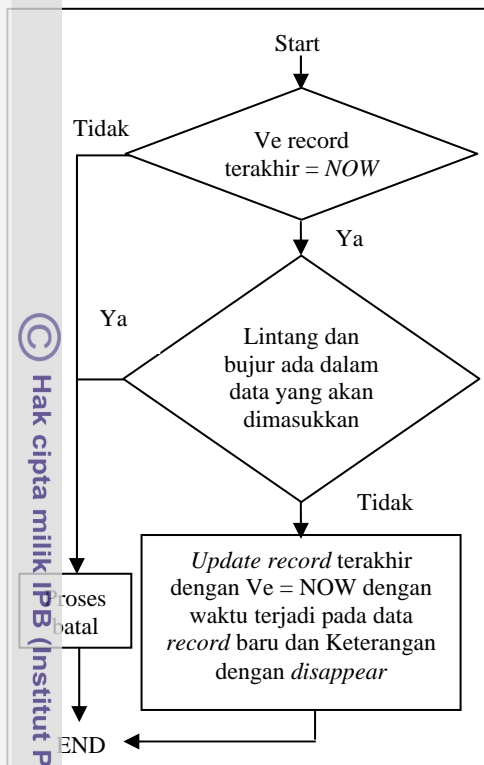 Start
Tidak
Ve record
terakhir = NOW
Ya
Ya
Lintang dan
bujur ada dalam
data yang akan
dimasukkan
Tidak
Update record terakhir
dengan Ve = NOW dengan
waktu terjadi pada data
record baru dan Keterangan
dengan disappear
Proses
batal
END
© Hak cipta milik IPB (Institut P